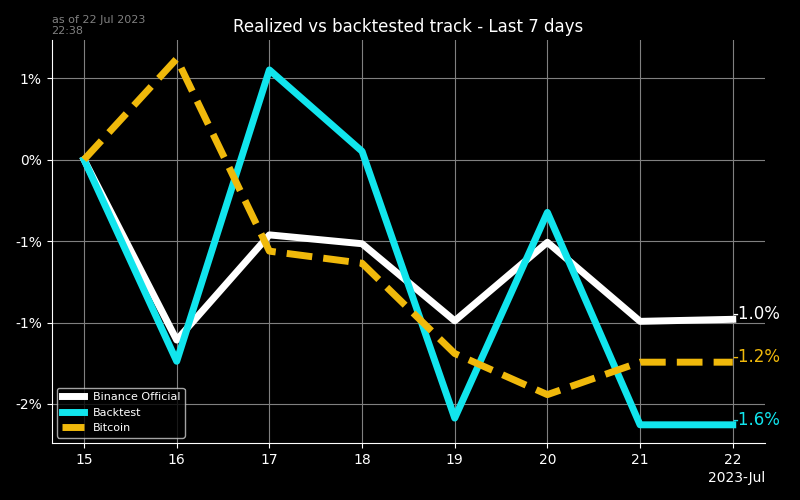 as of 22 Jul 2023
22:38
Realized vs backtested track - Last 7 days
1%
0%
-1%
-1%
-2%
-1.0%
-1.2%
-1.6%
Binance Official
Backtest
Bitcoin
15 16 17 18 19 20 21 22
2023-Jul